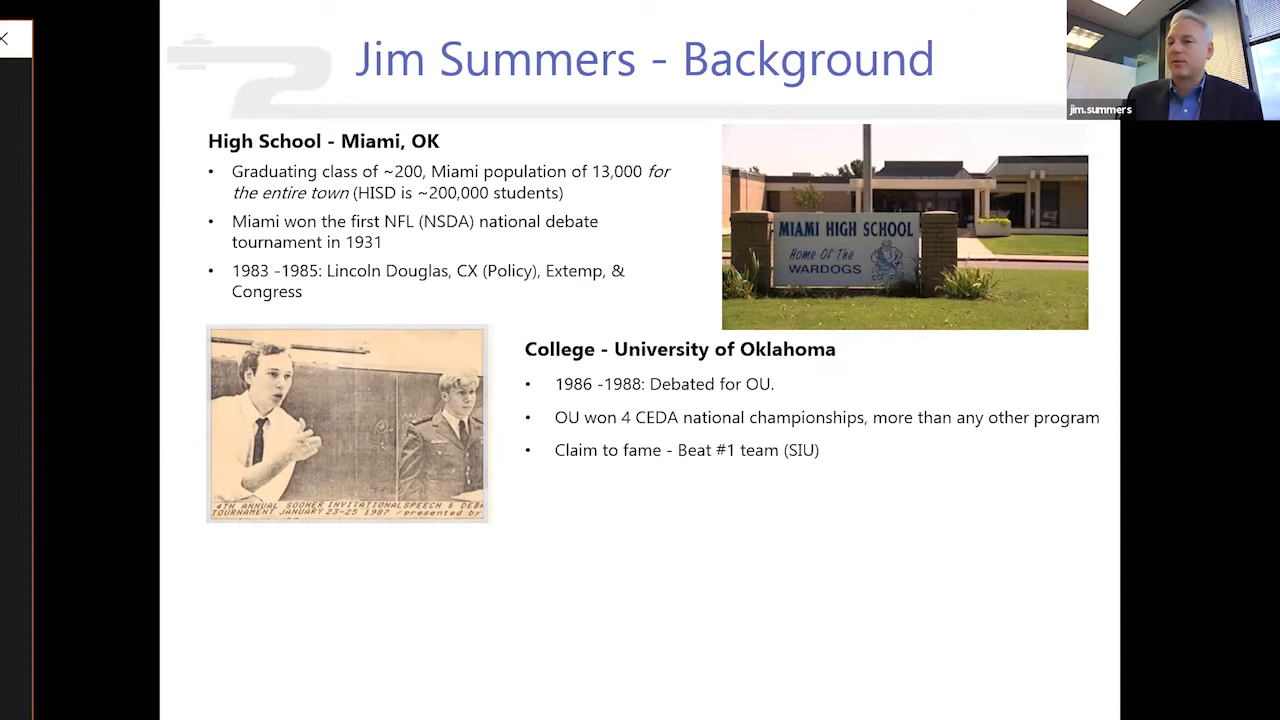 Jim Summers - Background
jim.summers
High School - Miami, OK
• Graduating class of ~200, Miami population of 13,000 for
the entire town (HISD is ~200,000 students)
• Miami won the first NFL (NSDA) national debate
tournament in 1931
• 1983 -1985: Lincoln Douglas, CX (Policy), Extemp, &
Congress
MIAMI HIGH SCHOOL
Home Of The
WARDOGS
College - University of Oklahoma
• 1986 -1988: Debated for OU.
• OU won 4 CEDA national championships, more than any other program
• Claim to fame - Beat #1 team (SIU)
4TH ANNUAL SOONER INVITATIONAL SPEECH & DEBA
TOURNAMENT JANUARY 23-25 1987 /presented by